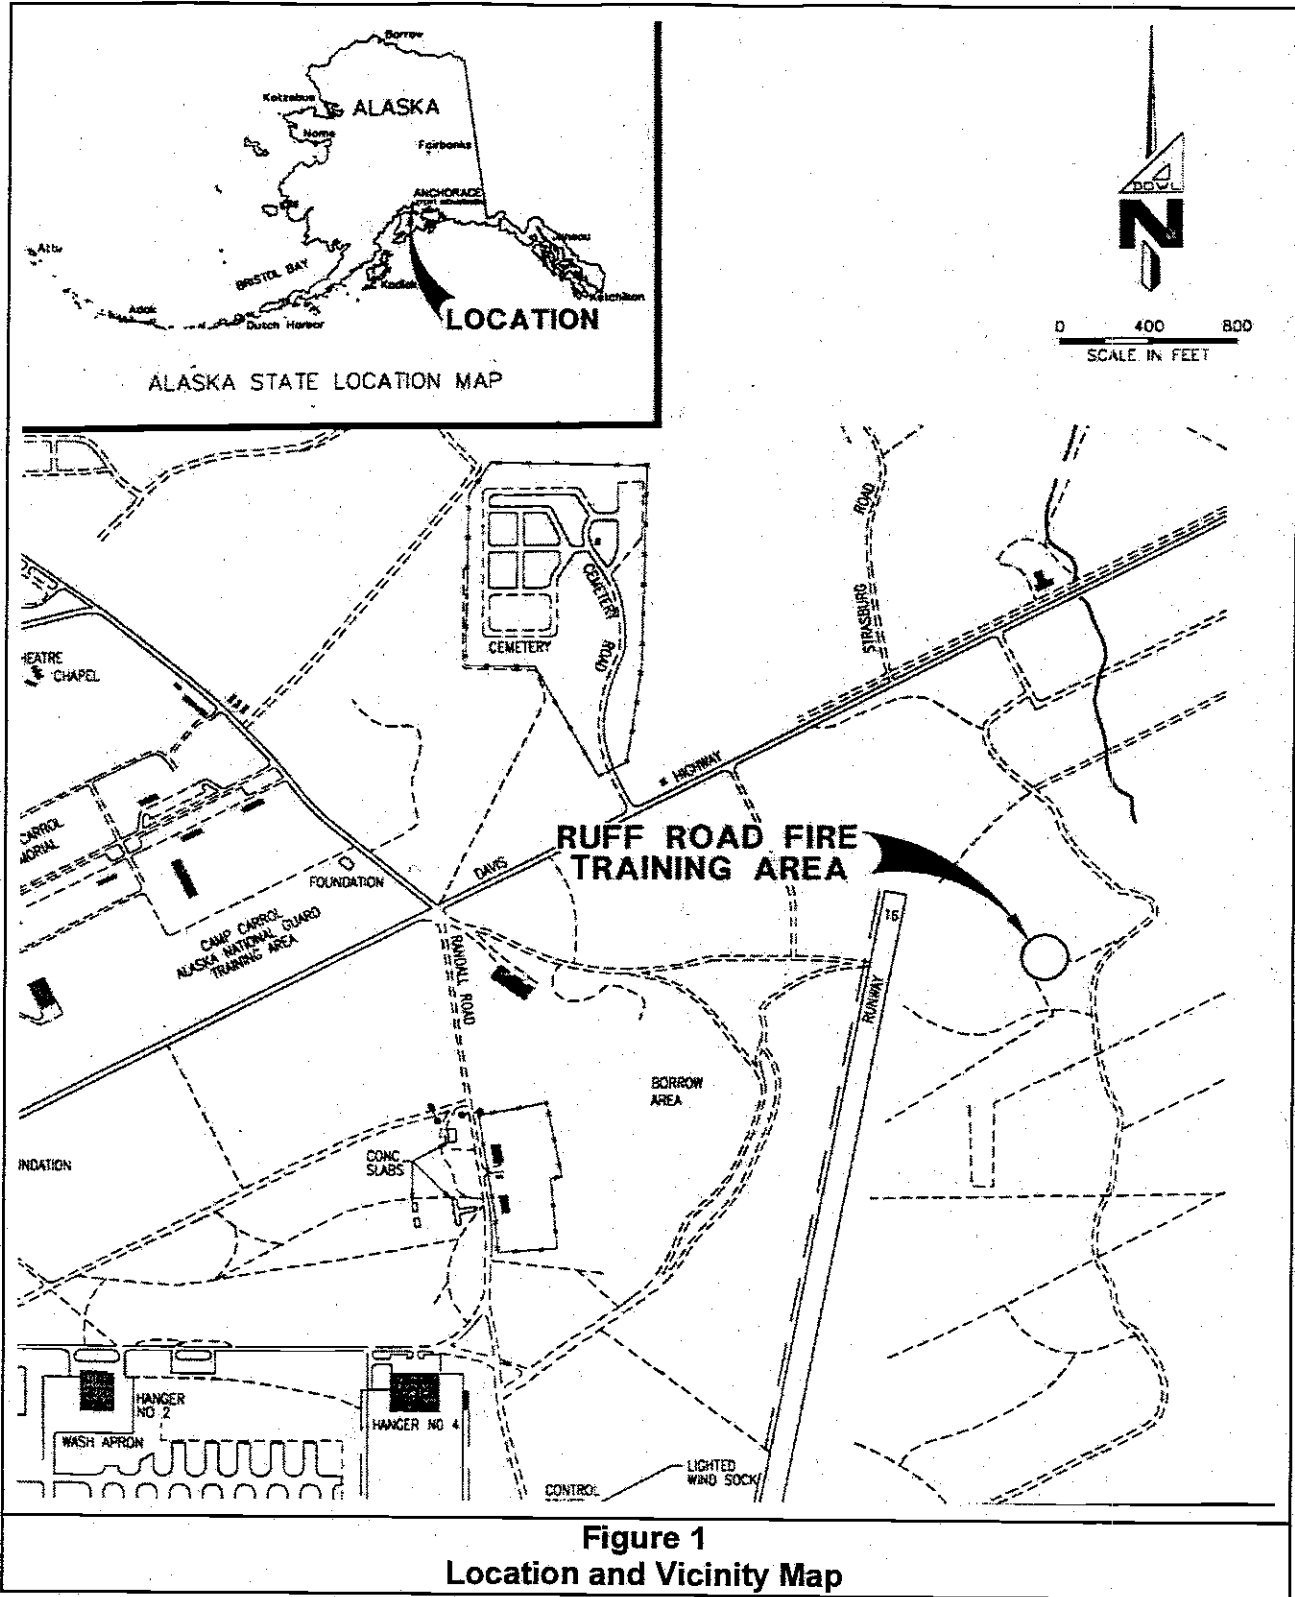 Barrow
Kotzebue
ALASKA
Nome
Fairbanks
ANCHORAGE
Juneau
Attu
BRISTOL BAY
Kodiak
Ketchikan
Adak
Dutch Harbor
LOCATION
ALASKA STATE LOCATION MAP
DOWL
N
0 400 800
SCALE IN FEET
STRASBURG ROAD
CEMETERY ROAD
CEMETERY
HEATRE
CHAPEL
HIGHWAY
DAVIS
RUFF ROAD FIRE
TRAINING AREA
CARROL
MORIAL
FOUNDATION
CAMP CARROL
ALASKA NATIONAL GUARD
TRAINING AREA
RANDALL ROAD
16
RUNWAY
BORROW
AREA
CONC
SLABS
INDATION
HANGER
NO 2
WASH APRON
HANGER NO 4
LIGHTED
WIND SOCK
CONTROL
Figure 1
Location and Vicinity Map